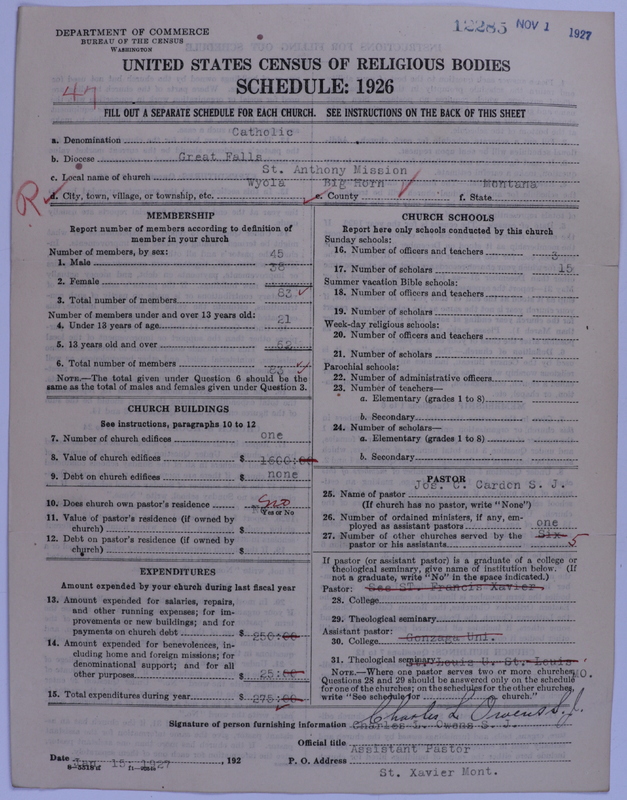 DEPARTMENT OF COMMERCE
BUREAU OF THE CENSUS
WASHINGTON
12285 NOV 1 1927
UNITED STATES CENSUS OF RELIGIOUS BODIES
SCHEDULE: 1926
47
FILL OUT A SEPARATE SCHEDULE FOR EACH CHURCH. SEE INSTRUCTIONS ON THE BACK OF THIS SHEET
a. Denomination Catholic
b. Diocese Great Falls
c. Local name of church St. Anthony Mission
R
d. City, town, village, or township, etc. Wyola e. County Big Horn f. State Montana
MEMBERSHIP
Report number of members according to definition of
member in your church
Number of members, by sex:
1. Male 45
2. Female 38
3. Total number of members 83
Number of members under and over 13 years old:
4. Under 13 years of age 21
5. 13 years old and over 62
6. Total number of members 83
NOTE.—The total given under Question 6 should be the
same as the total of males and females given under Question 3.
CHURCH BUILDINGS
See instructions, paragraphs 10 to 12
7. Number of church edifices one
8. Value of church edifices $ 1600:00
9. Debt on church edifices $ none
10. Does church own pastor's residence no
Yes or No
11. Value of pastor's residence (if owned by
church) $
12. Debt on pastor's residence (if owned by
church) $
EXPENDITURES
Amount expended by your church during last fiscal year
13. Amount expended for salaries, repairs,
and other running expenses; for im-
provements or new buildings; and for
payments on church debt $ 250:00
14. Amount expended for benevolences, in-
cluding home and foreign missions; for
denominational support; and for all
other purposes $ 25:00
15. Total expenditures during year $ 275:00
CHURCH SCHOOLS
Report here only schools conducted by this church
Sunday schools:
16. Number of officers and teachers 3
17. Number of scholars 15
Summer vacation Bible schools:
18. Number of officers and teachers
19. Number of scholars
Week-day religious schools:
20. Number of officers and teachers
21. Number of scholars
Parochial schools:
22. Number of administrative officers
23. Number of teachers—
a. Elementary (grades 1 to 8)
b. Secondary
24. Number of scholars—
a. Elementary (grades 1 to 8)
b. Secondary
PASTOR
25. Name of pastor Jos. C. Cardon S. J.
(If church has no pastor, write "None")
26. Number of ordained ministers, if any, em-
ployed as assistant pastors one
27. Number of other churches served by the
pastor or his assistants Six 5
If pastor (or assistant pastor) is a graduate of a college or
theological seminary, give name of institution below. (If
not a graduate, write "No" in the space indicated.)
Pastor: See ST. Francis Xavier.
28. College
29. Theological seminary
Assistant pastor:
30. College Gonzaga Uni.
31. Theological seminary St. Louis U. St. Louis MO.
NOTE.—Where one pastor serves two or more churches,
Questions 28 and 29 should be answered only on the schedule
for one of the churches; on the schedules for the other churches,
write "See schedule for church."
Charles L. Owens S.J.
Signature of person furnishing information Charles L. Owens S. J.
Official title Assistant Pastor
Date Jan. 15, 1927, 192 P. O. Address St. Xavier Mont.